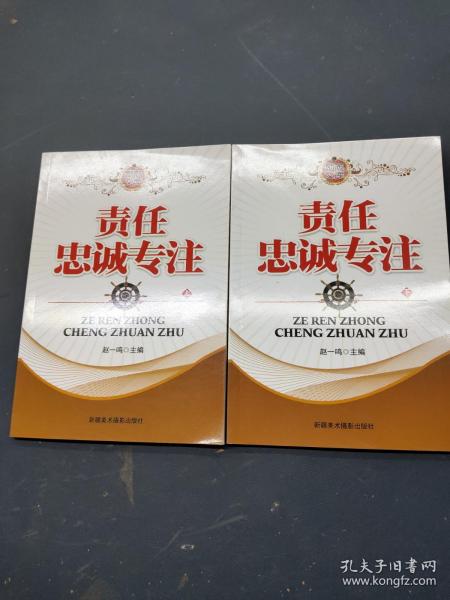 责任
忠诚专注
上
ZE REN ZHONG
CHENG ZHUAN ZHU
赵一鸣○主编
新疆美术摄影出版社
责任
忠诚专注
下
ZE REN ZHONG
CHENG ZHUAN ZHU
赵一鸣○主编
新疆美术摄影出版社
孔夫子旧书网
www.kongfz.com